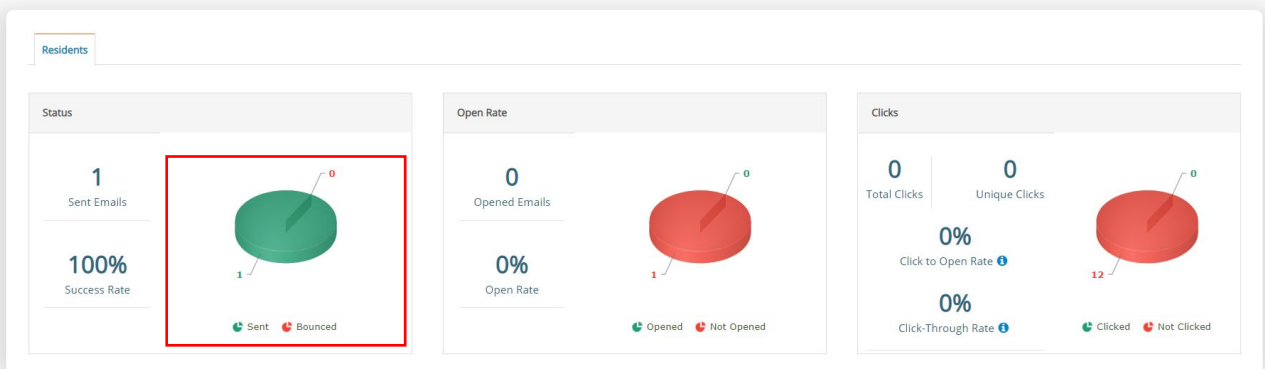 Residents
Status
1
Sent Emails
100%
Success Rate
0
1
Sent Bounced
Open Rate
0
Opened Emails
0%
Open Rate
0
1
Opened Not Opened
Clicks
0
Total Clicks
0
Unique Clicks
0%
Click to Open Rate
0%
Click-Through Rate
0
12
Clicked Not Clicked